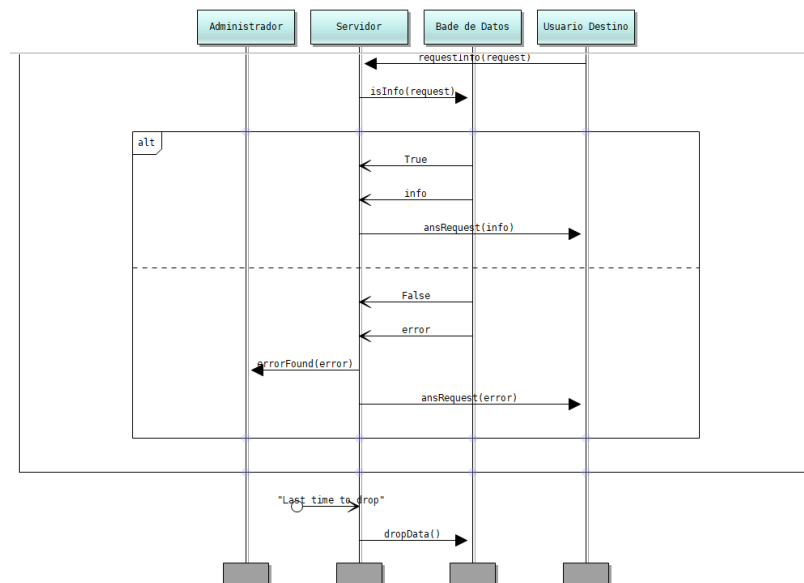 Administrador
Servidor
Bade de Datos
Usuario Destino
requestInfo(request)
isInfo(request)
alt
True
info
ansRequest(info)
False
error
errorFound(error)
ansRequest(error)
"Last time to drop"
dropData()